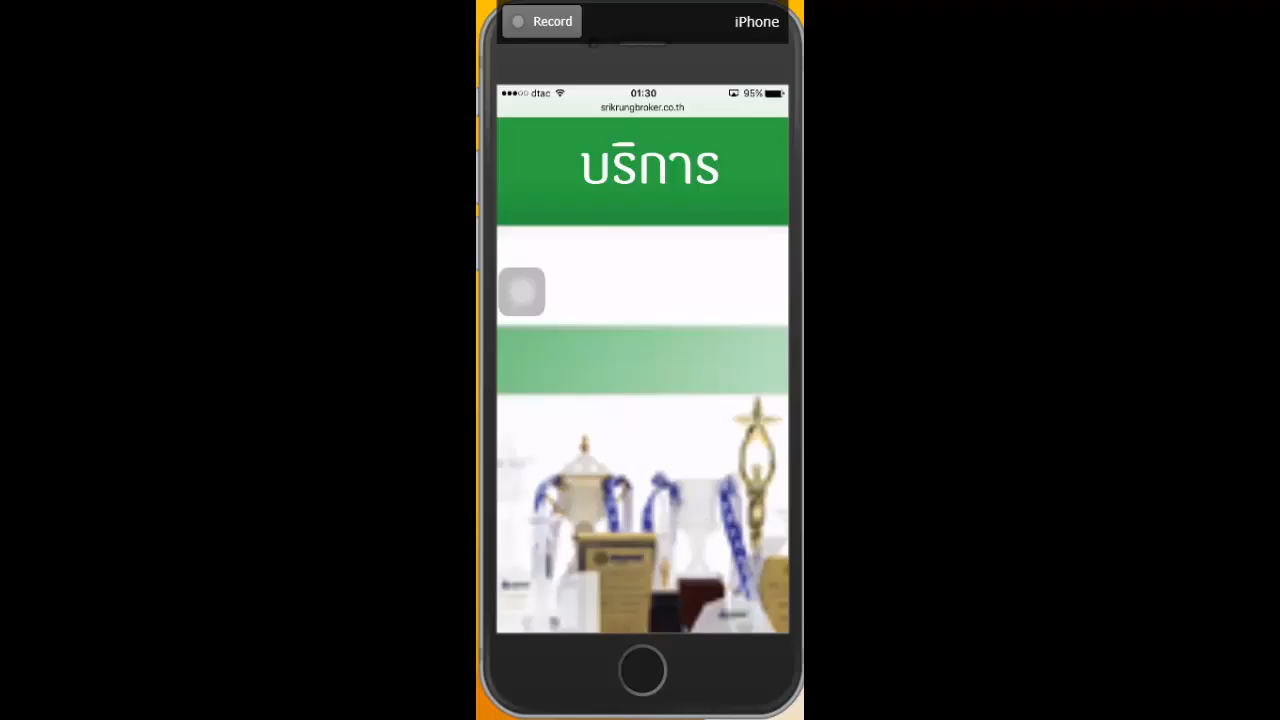 Record
iPhone
dtac 01:30 95%
srikrungbroker.co.th
บริการ